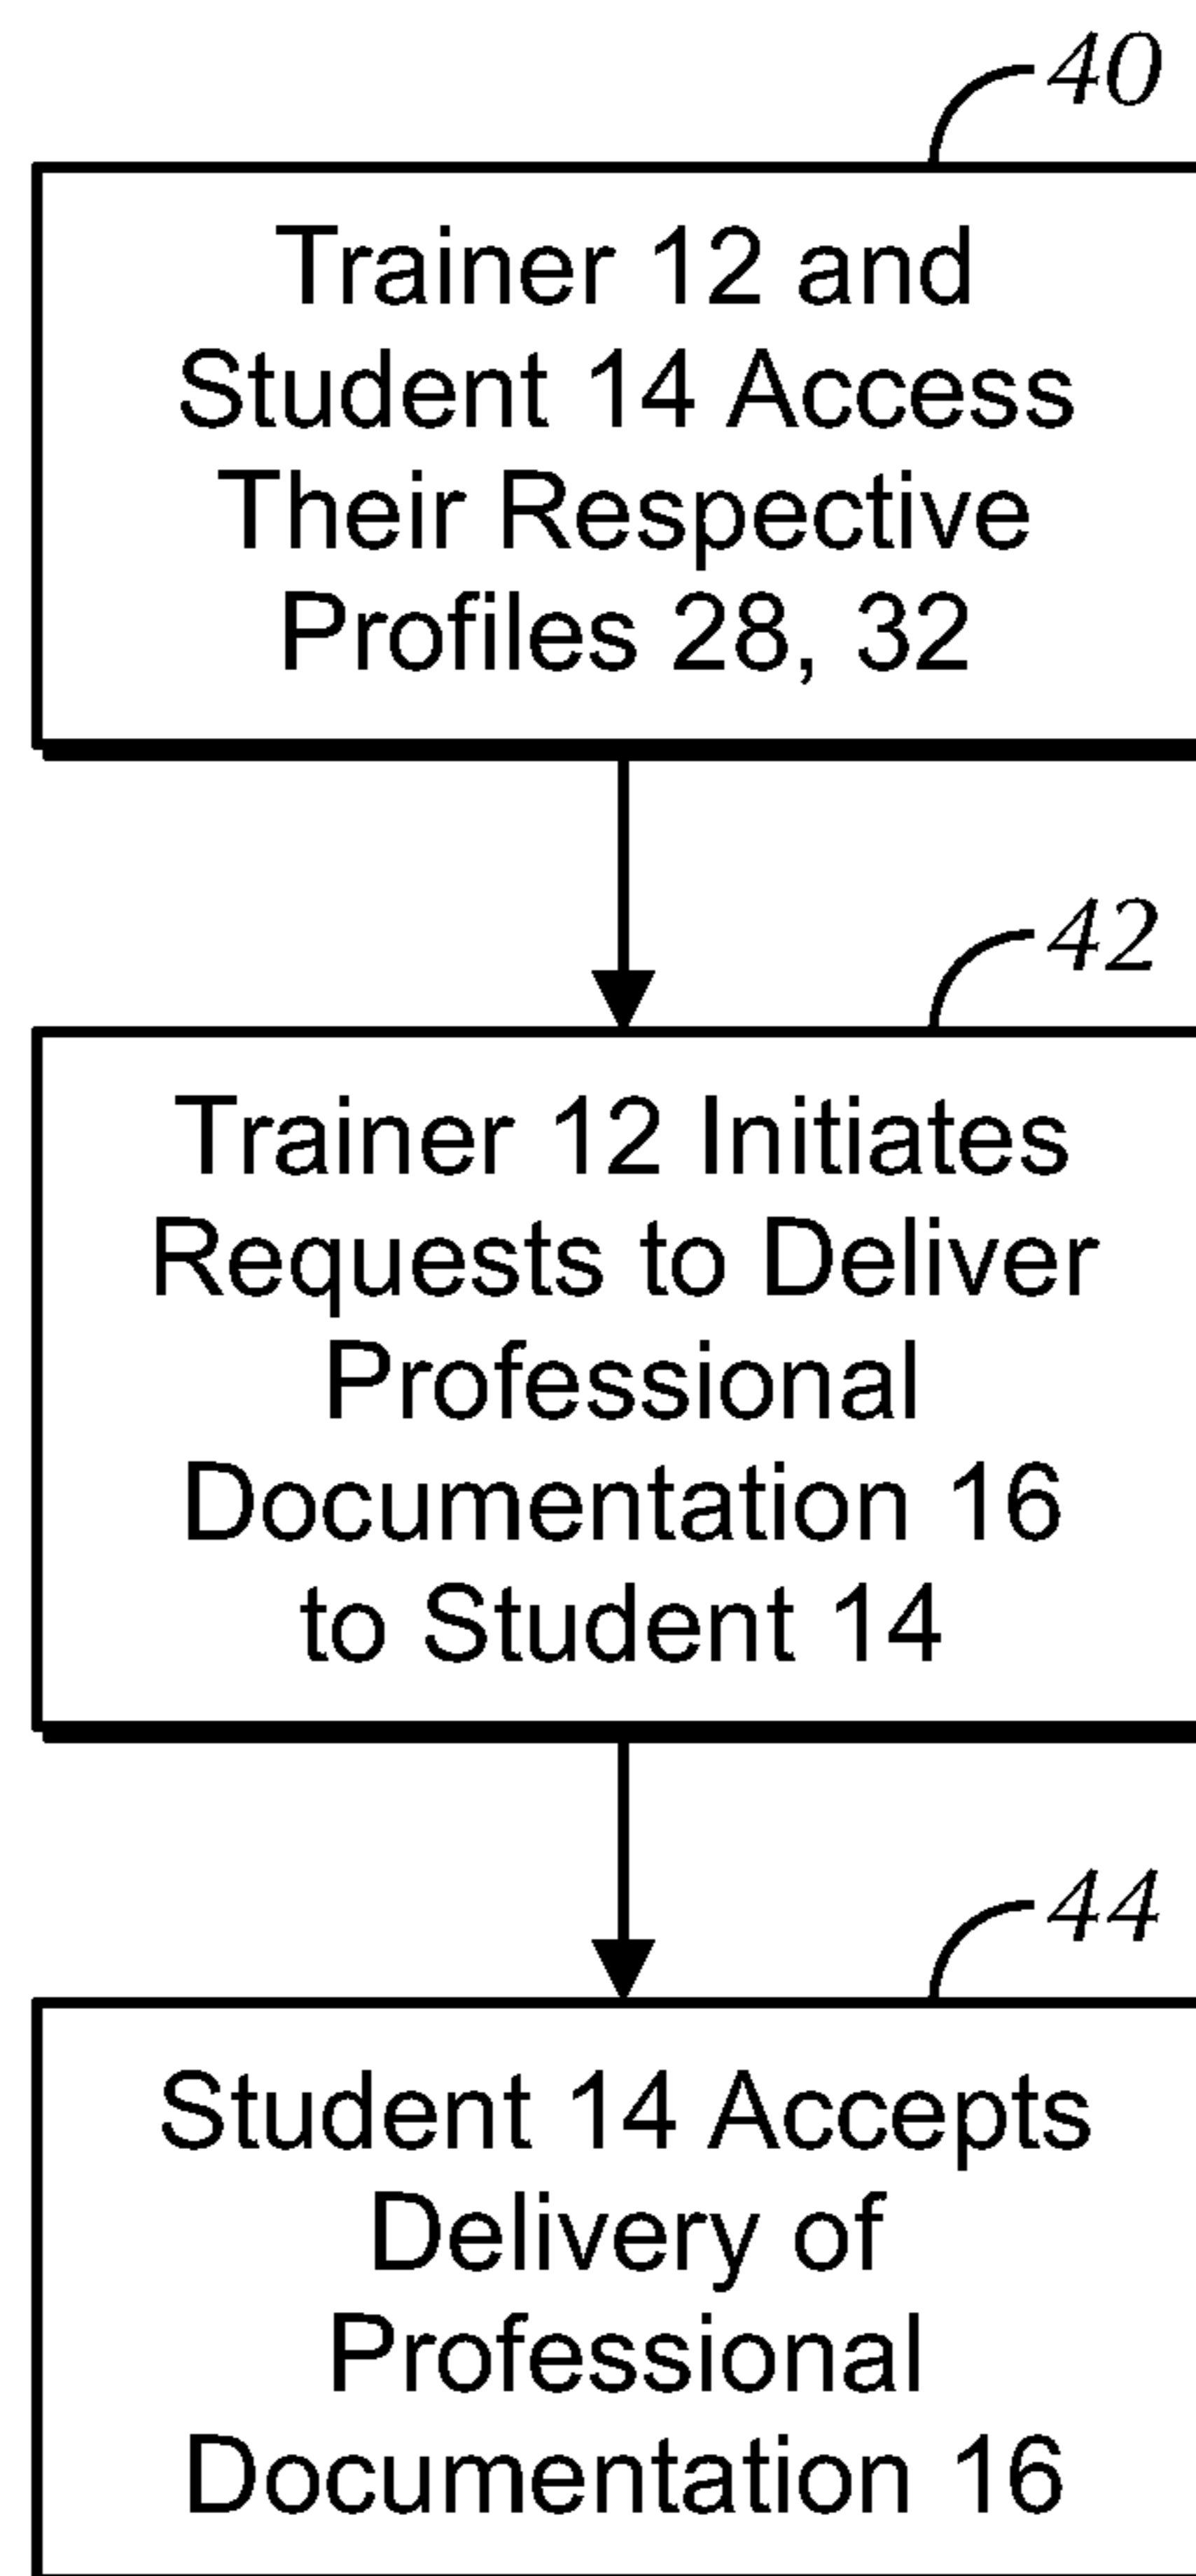 40
Trainer 12 and
Student 14 Access
Their Respective
Profiles 28, 32
42
Trainer 12 Initiates
Requests to Deliver
Professional
Documentation 16
to Student 14
44
Student 14 Accepts
Delivery of
Professional
Documentation 16